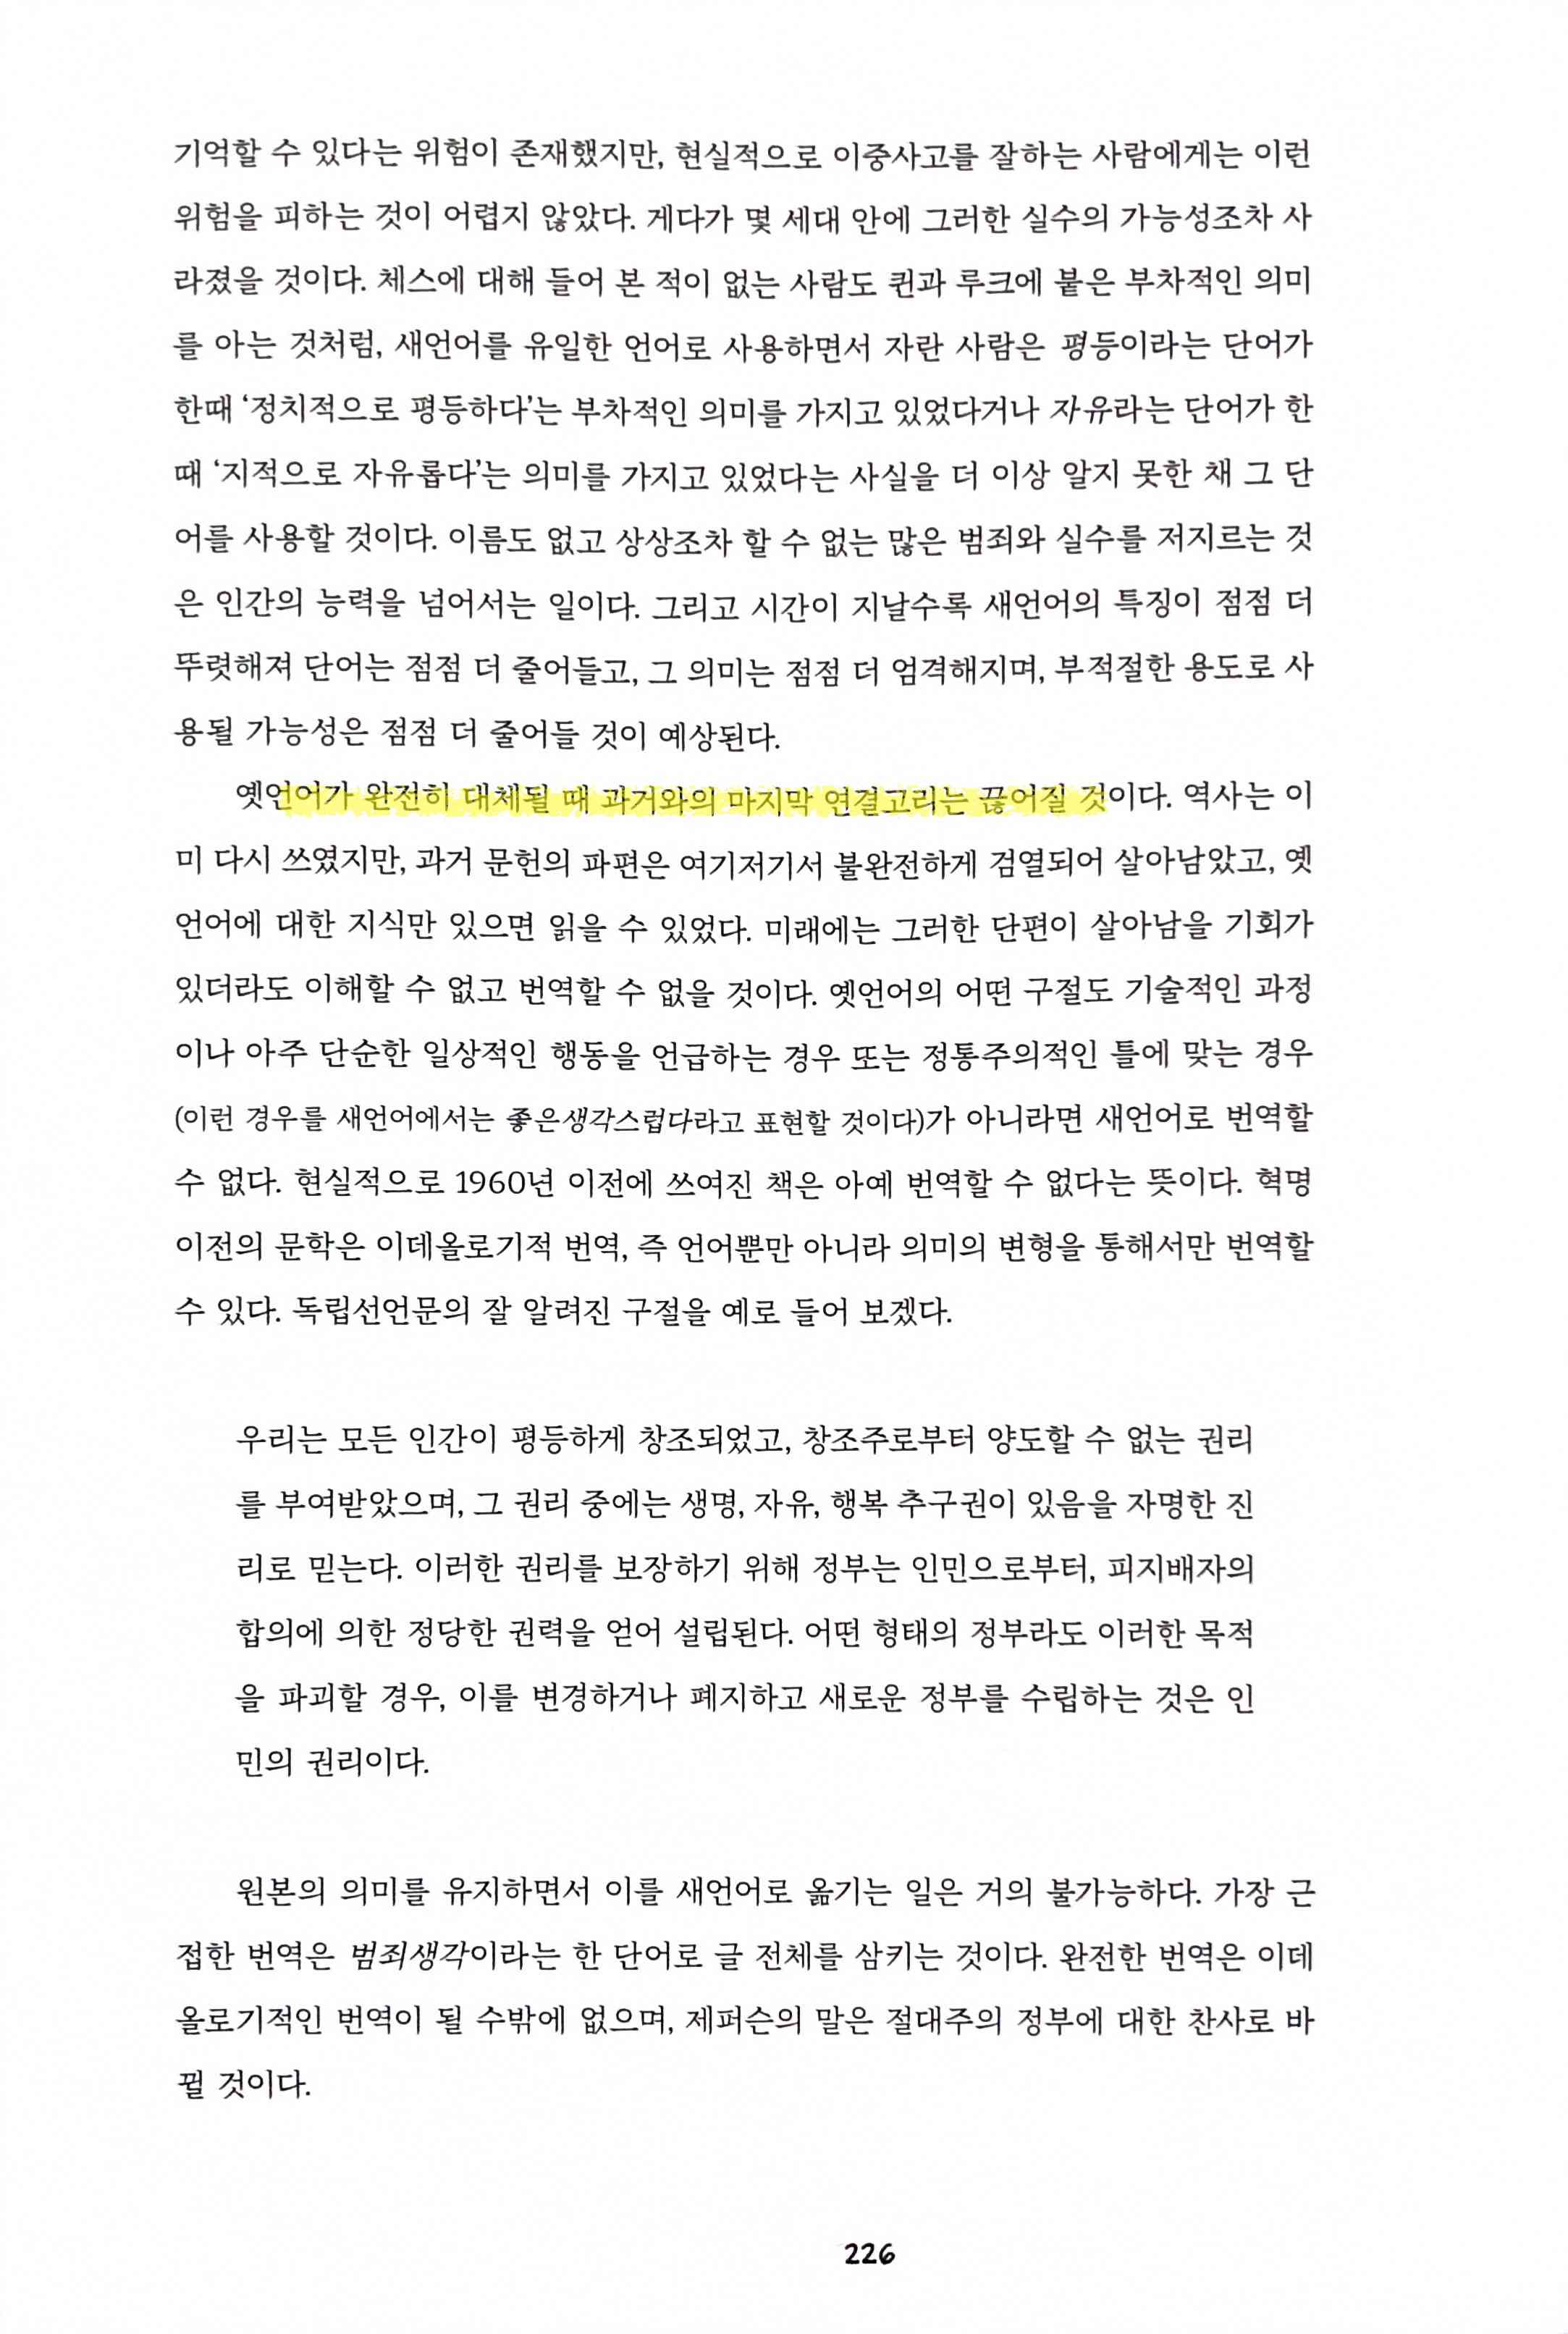 기억할 수 있다는 위험이 존재했지만, 현실적으로 이중사고를 잘하는 사람에게는 이런
위험을 피하는 것이 어렵지 않았다. 게다가 몇 세대 안에 그러한 실수의 가능성조차 사
라졌을 것이다. 체스에 대해 들어 본 적이 없는 사람도 퀸과 루크에 붙은 부차적인 의미
를 아는 것처럼, 새언어를 유일한 언어로 사용하면서 자란 사람은 평등이라는 단어가
한때 ‘정치적으로 평등하다’는 부차적인 의미를 가지고 있었다거나 자유라는 단어가 한
때 ‘지적으로 자유롭다’는 의미를 가지고 있었다는 사실을 더 이상 알지 못한 채 그 단
어를 사용할 것이다. 이름도 없고 상상조차 할 수 없는 많은 범죄와 실수를 저지르는 것
은 인간의 능력을 넘어서는 일이다. 그리고 시간이 지날수록 새언어의 특징이 점점 더
뚜렷해져 단어는 점점 더 줄어들고, 그 의미는 점점 더 엄격해지며, 부적절한 용도로 사
용될 가능성은 점점 더 줄어들 것이 예상된다.
옛언어가 완전히 대체될 때 과거와의 마지막 연결고리는 끊어질 것이다. 역사는 이
미 다시 쓰였지만, 과거 문헌의 파편은 여기저기서 불완전하게 검열되어 살아남았고, 옛
언어에 대한 지식만 있으면 읽을 수 있었다. 미래에는 그러한 단편이 살아남을 기회가
있더라도 이해할 수 없고 번역할 수 없을 것이다. 옛언어의 어떤 구절도 기술적인 과정
이나 아주 단순한 일상적인 행동을 언급하는 경우 또는 정통주의적인 틀에 맞는 경우
(이런 경우를 새언어에서는 좋은생각스럽다라고 표현할 것이다)가 아니라면 새언어로 번역할
수 없다. 현실적으로 1960년 이전에 쓰여진 책은 아예 번역할 수 없다는 뜻이다. 혁명
이전의 문학은 이데올로기적 번역, 즉 언어뿐만 아니라 의미의 변형을 통해서만 번역할
수 있다. 독립선언문의 잘 알려진 구절을 예로 들어 보겠다.
우리는 모든 인간이 평등하게 창조되었고, 창조주로부터 양도할 수 없는 권리
를 부여받았으며, 그 권리 중에는 생명, 자유, 행복 추구권이 있음을 자명한 진
리로 믿는다. 이러한 권리를 보장하기 위해 정부는 인민으로부터, 피지배자의
합의에 의한 정당한 권력을 얻어 설립된다. 어떤 형태의 정부라도 이러한 목적
을 파괴할 경우, 이를 변경하거나 폐지하고 새로운 정부를 수립하는 것은 인
민의 권리이다.
원본의 의미를 유지하면서 이를 새언어로 옮기는 일은 거의 불가능하다. 가장 근
접한 번역은 범죄생각이라는 한 단어로 글 전체를 삼키는 것이다. 완전한 번역은 이데
올로기적인 번역이 될 수밖에 없으며, 제퍼슨의 말은 절대주의 정부에 대한 찬사로 바
뀔 것이다.
226